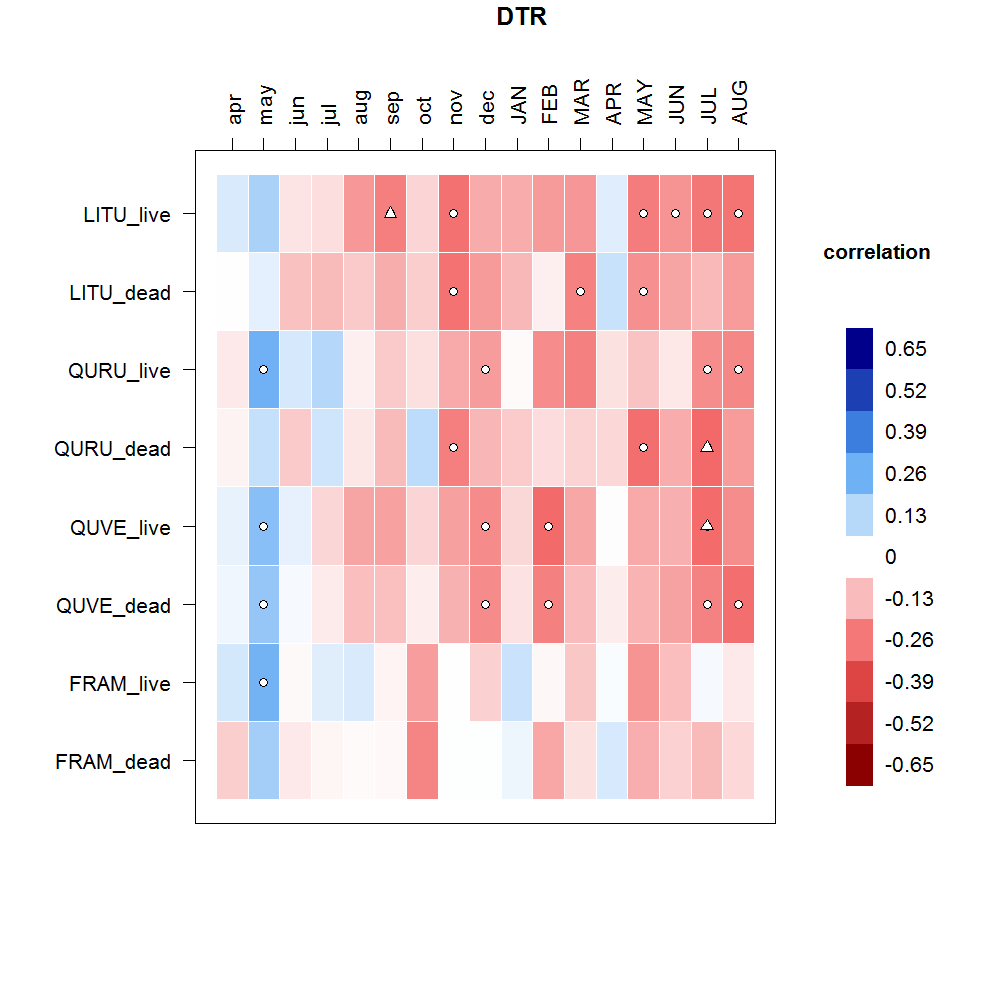 DTR
apr may jun jul aug sep oct nov dec JAN FEB MAR APR MAY JUN JUL AUG
LITU_live
LITU_dead
QURU_live
QURU_dead
QUVE_live
QUVE_dead
FRAM_live
FRAM_dead
correlation
0.65
0.52
0.39
0.26
0.13
0
-0.13
-0.26
-0.39
-0.52
-0.65